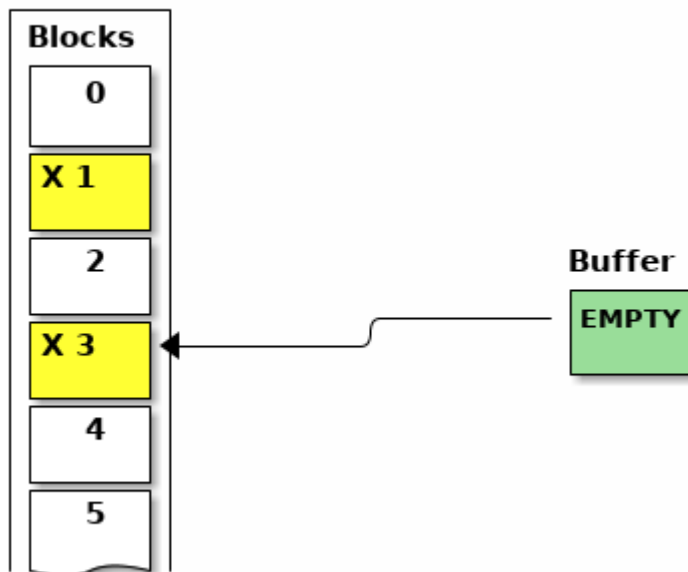 Blocks
0
X 1
2
X 3
4
5
Buffer
EMPTY